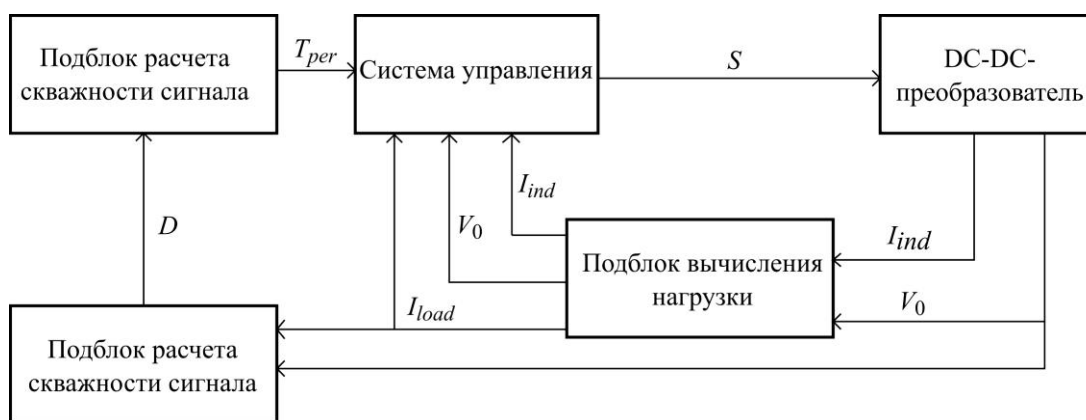 Подблок расчета
скважности сигнала
T_per
Система управления
S
DC-DC-
преобразователь
D
I_ind
V_0
Подблок вычисления
нагрузки
I_ind
V_0
I_load
Подблок расчета
скважности сигнала